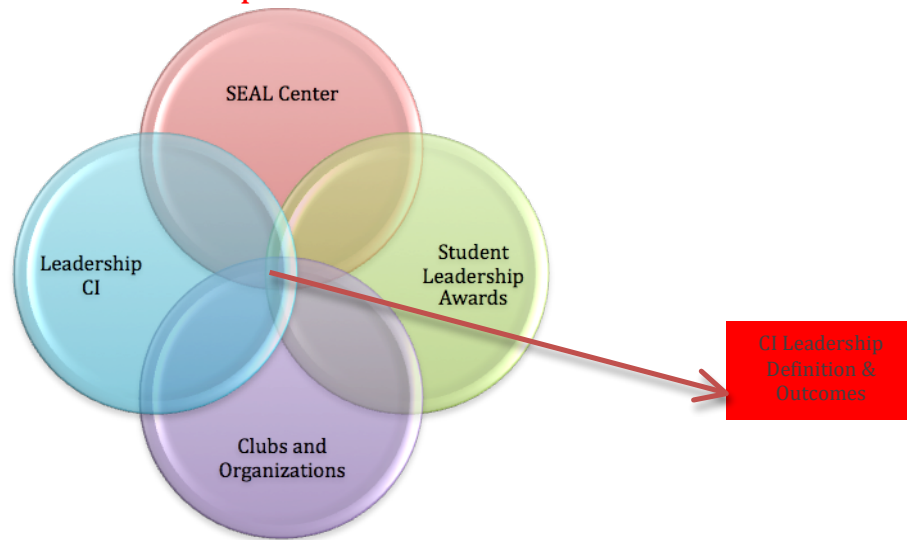 SEAL Center
Leadership
CI
Student
Leadership
Awards
CI Leadership
Definition &
Outcomes
Clubs and
Organizations